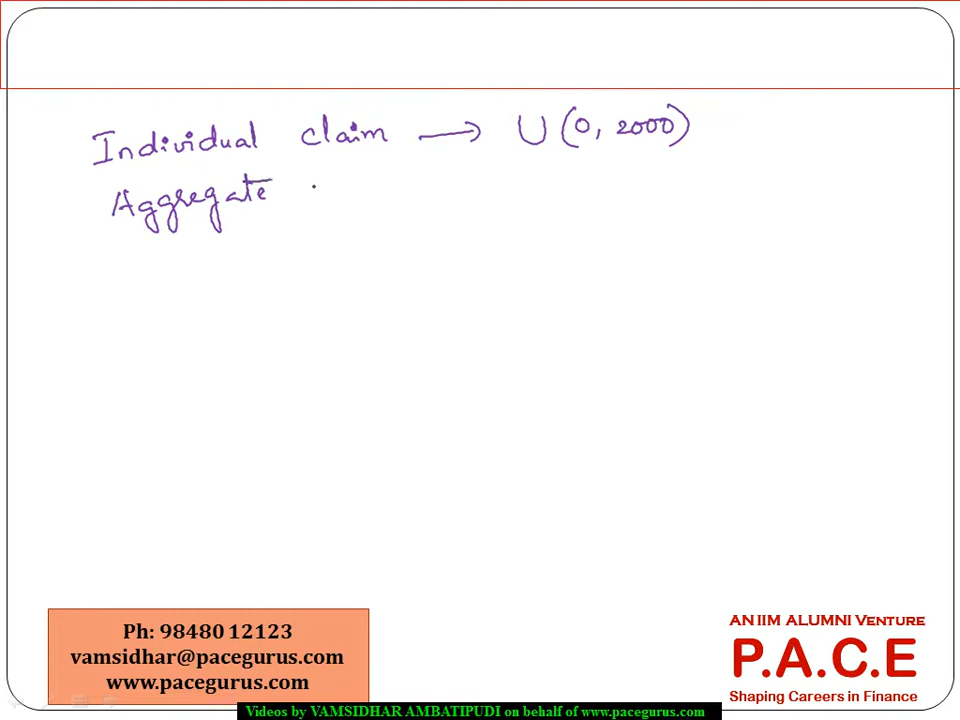 Individual claim → U (0, 2000)
Aggregate
Ph: 98480 12123
vamsidhar@pacegurus.com
www.pacegurus.com
AN IIM ALUMNI VENTURE
P.A.C.E
Shaping Careers in Finance
Videos by VAMSIDHAR AMBATIPUDI on behalf of www.pacegurus.com